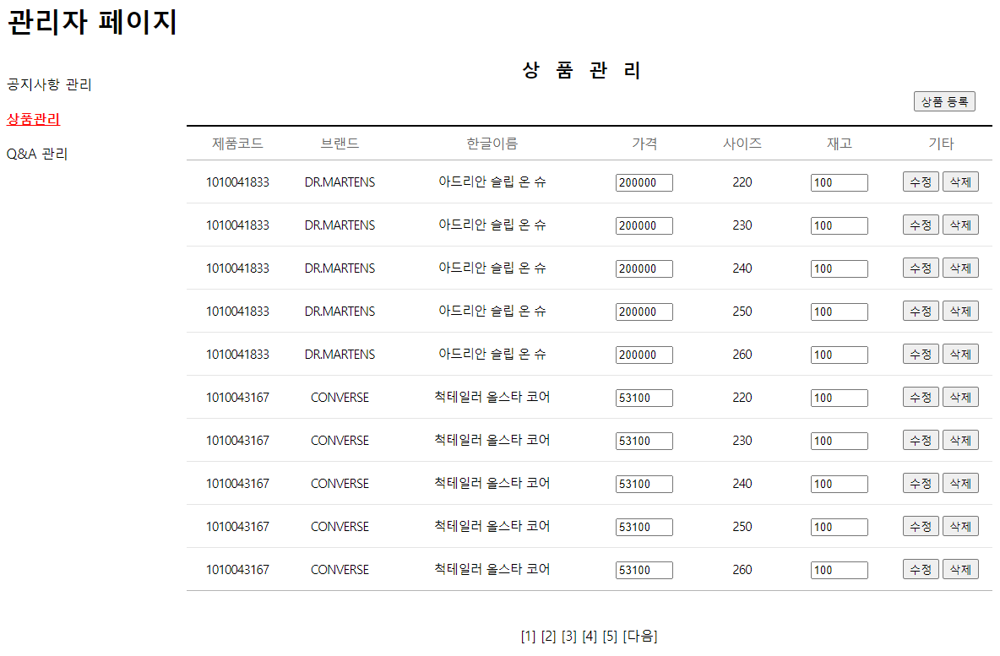 관리자 페이지
상 품 관 리
공지사항 관리
상품관리
Q&A 관리
상품 등록
제품코드 브랜드 한글이름 가격 사이즈 재고 기타
1010041833 DR.MARTENS 아드리안 슬립 온 슈 200000 220 100 수정 삭제
1010041833 DR.MARTENS 아드리안 슬립 온 슈 200000 230 100 수정 삭제
1010041833 DR.MARTENS 아드리안 슬립 온 슈 200000 240 100 수정 삭제
1010041833 DR.MARTENS 아드리안 슬립 온 슈 200000 250 100 수정 삭제
1010041833 DR.MARTENS 아드리안 슬립 온 슈 200000 260 100 수정 삭제
1010043167 CONVERSE 척테일러 올스타 코어 53100 220 100 수정 삭제
1010043167 CONVERSE 척테일러 올스타 코어 53100 230 100 수정 삭제
1010043167 CONVERSE 척테일러 올스타 코어 53100 240 100 수정 삭제
1010043167 CONVERSE 척테일러 올스타 코어 53100 250 100 수정 삭제
1010043167 CONVERSE 척테일러 올스타 코어 53100 260 100 수정 삭제
[1] [2] [3] [4] [5] [다음]